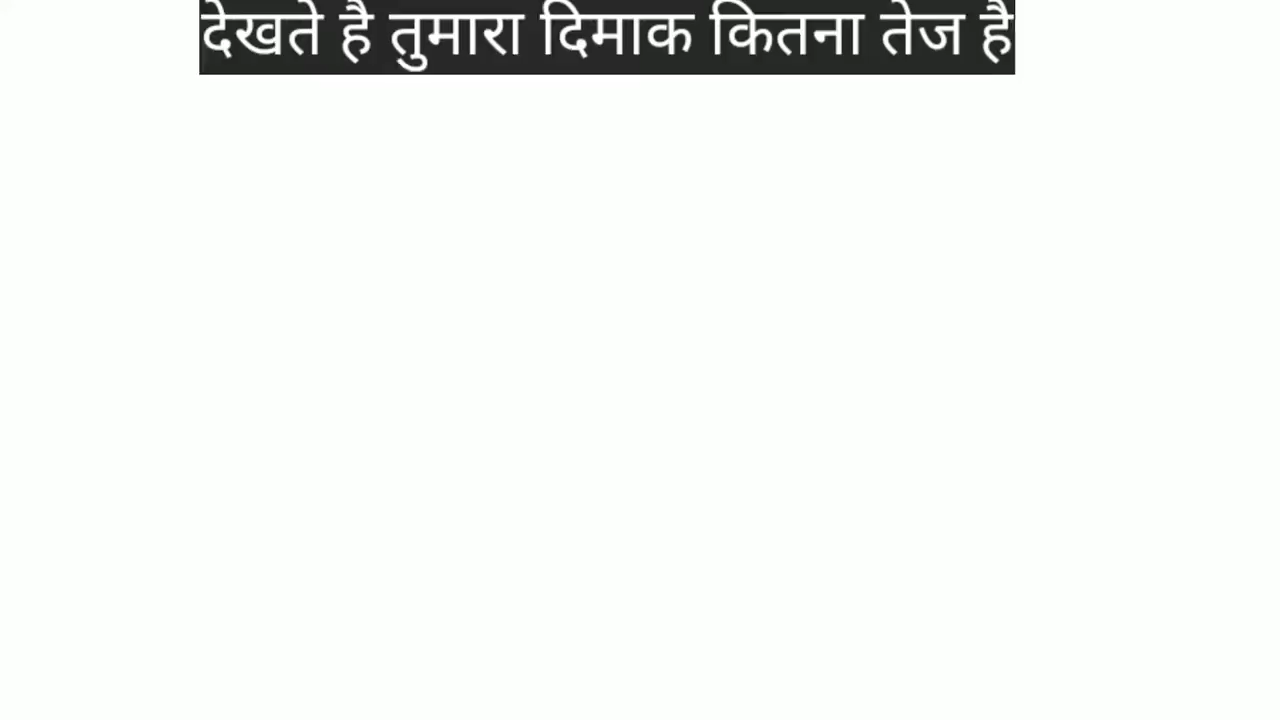 देखते है तुमारा दिमाक कितना तेज है